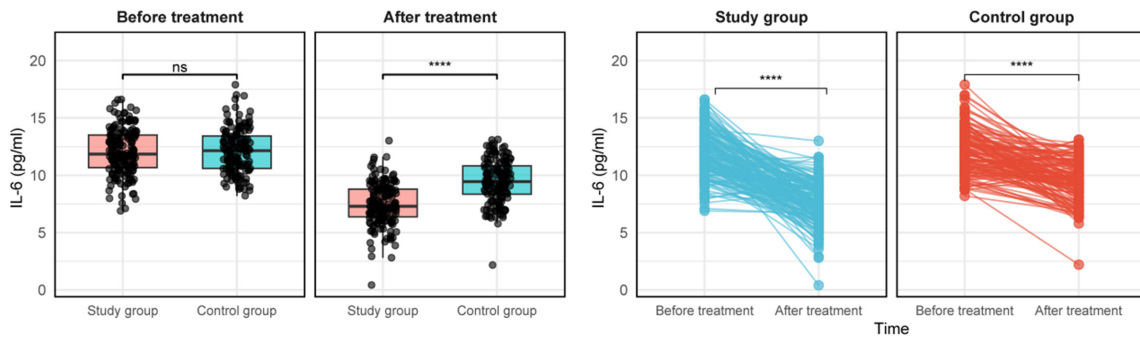 Before treatment
After treatment
Study group
Control group
IL-6 (pg/ml)
20
15
10
5
0
ns
****
Study group
Control group
Study group
Control group
IL-6 (pg/ml)
20
15
10
5
0
****
****
Before treatment
After treatment
Before treatment
After treatment
Time